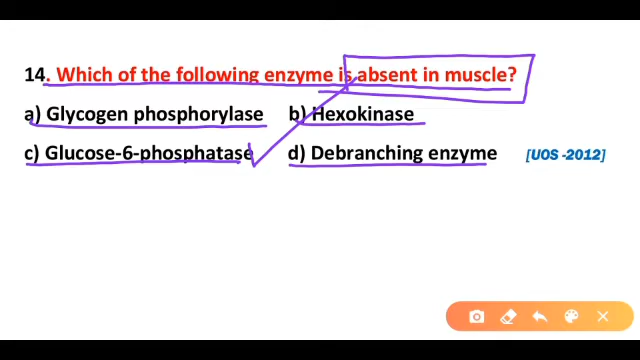 14. Which of the following enzyme is absent in muscle?
a) Glycogen phosphorylase b) Hexokinase
c) Glucose-6-phosphatase d) Debranching enzyme [UOS -2012]